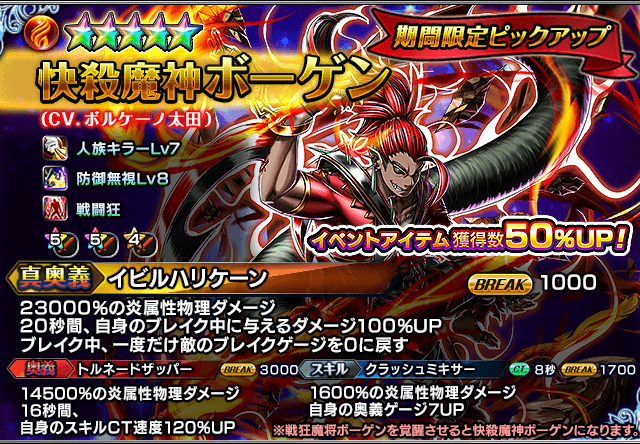 期間限定ピックアップ
快殺魔神ボーゲン
(CV.ボルケーノ太田)
人族キラーLv7
防御無視Lv8
戦闘狂
5 5 4
イベントアイテム獲得数50%UP!
真奥義 イビルハリケーン BREAK 1000
23000%の炎属性物理ダメージ
20秒間、自身のブレイク中に与えるダメージ100%UP
ブレイク中、一度だけ敵のブレイクゲージを0に戻す
奥義 トルネードザッパー BREAK 3000
14500%の炎属性物理ダメージ
16秒間、
自身のスキルCT速度120%UP
スキル クラッシュミキサー CT 8秒 BREAK 1700
1600%の炎属性物理ダメージ
自身の奥義ゲージ7UP
※戦狂魔将ボーゲンを覚醒させると快殺魔神ボーゲンになります。